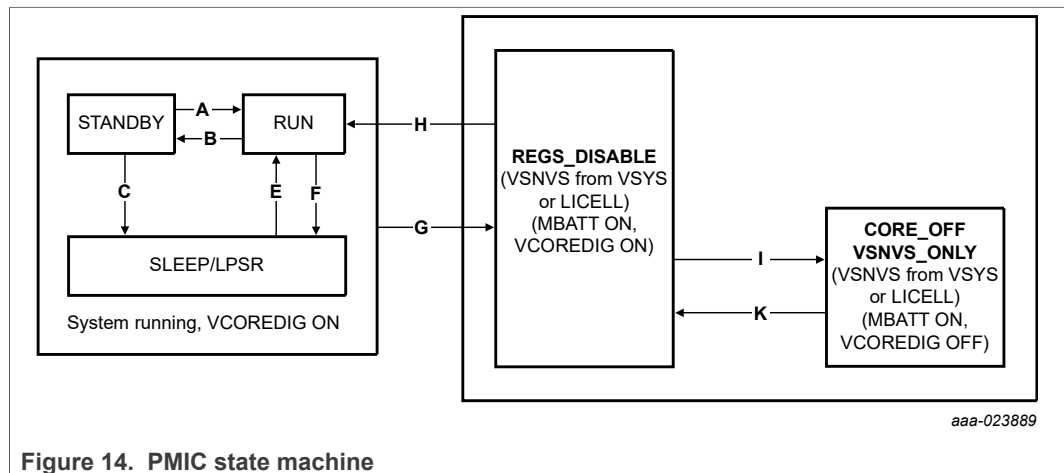 STANDBY
A
B
RUN
C
E
F
SLEEP/LPSR
System running, VCOREDIG ON
H
G
REGS_DISABLE
(VSNVS from VSYS
or LICELL)
(MBATT ON,
VCOREDIG ON)
I
K
CORE_OFF
VSNVS_ONLY
(VSNVS from VSYS
or LICELL)
(MBATT ON,
VCOREDIG OFF)
aaa-023889
Figure 14. PMIC state machine